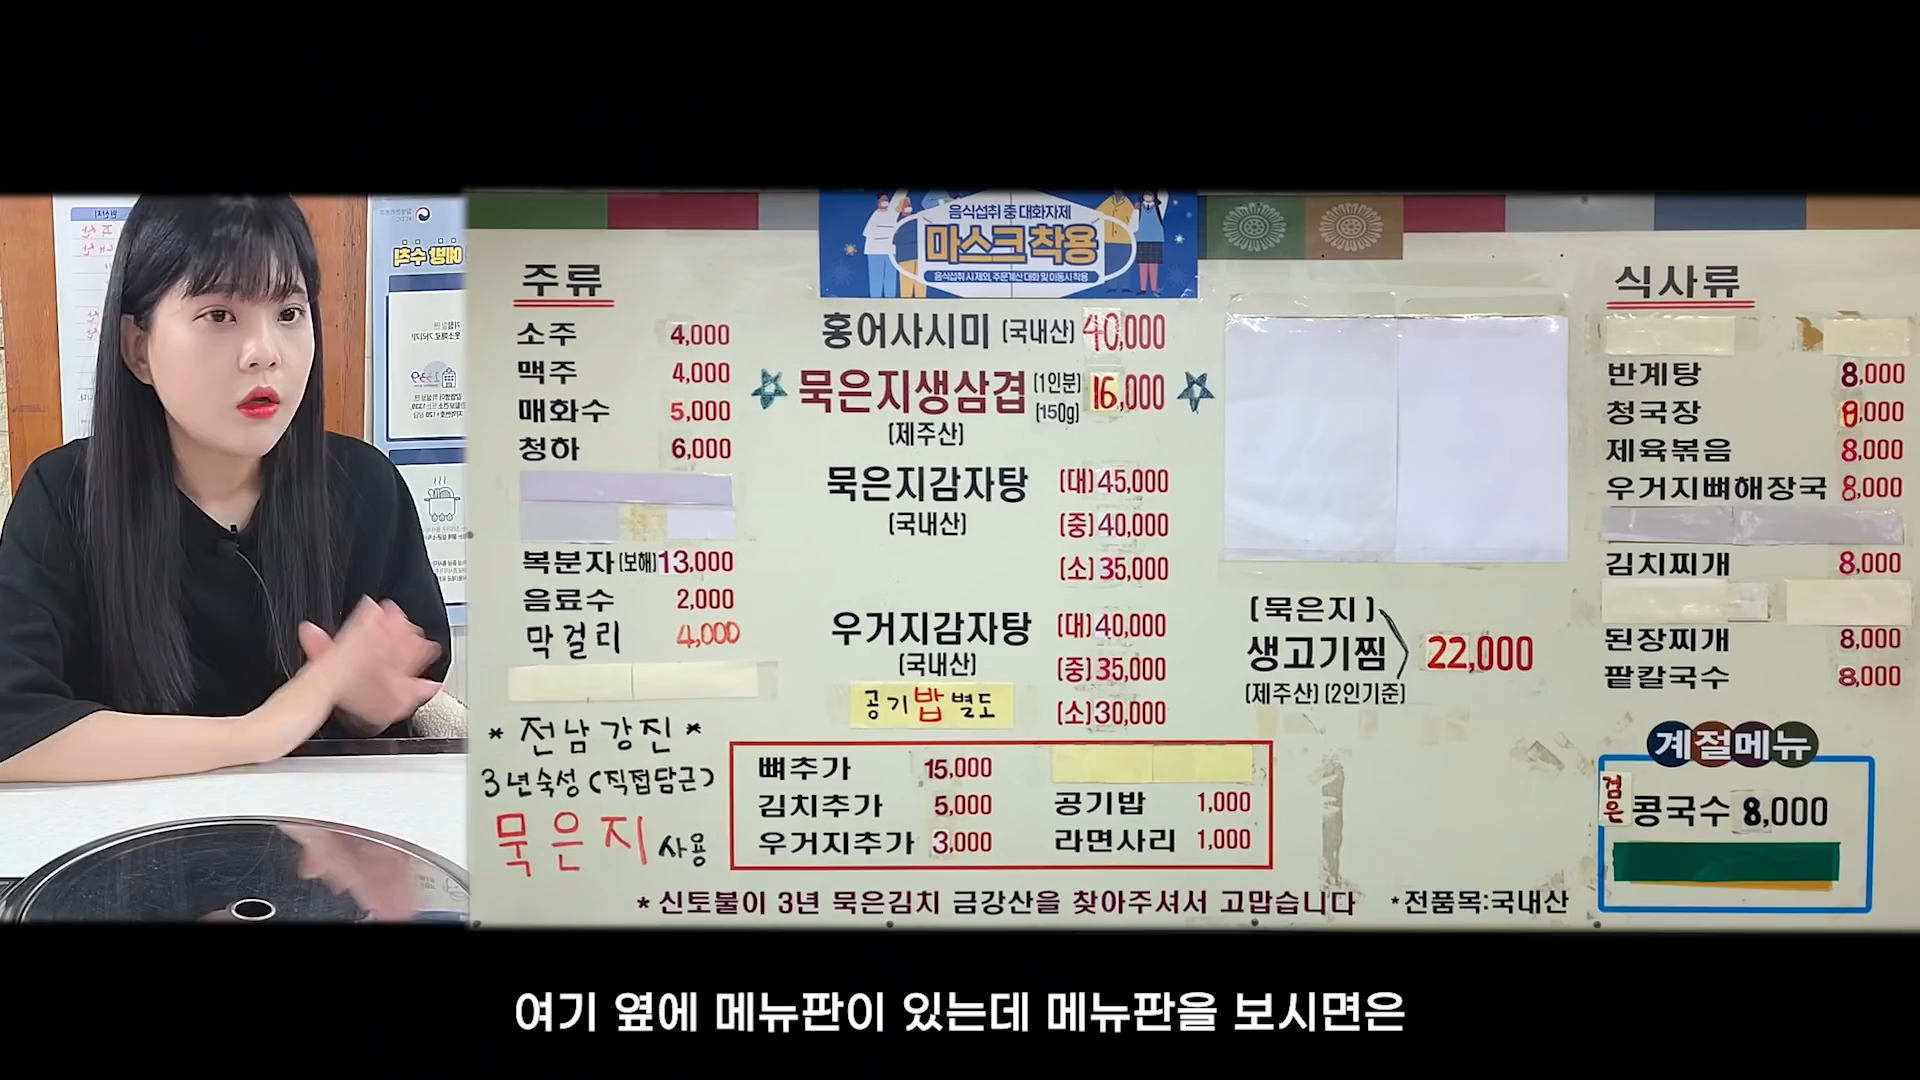 음식섭취 중 대화자제
마스크 착용
음식섭취 시 제외, 주문계산 대화 및 이동시 착용
주류
소주 4,000
맥주 4,000
매화수 5,000
청하 6,000
복분자(보해) 13,000
음료수 2,000
막걸리 4,000
* 전남 강진 *
3년숙성 (직접담근)
묵은지 사용
홍어사시미 (국내산) 40,000
묵은지생삼겹 (1인분) (150g) 16,000
(제주산)
묵은지감자탕 (대) 45,000
(국내산) (중) 40,000
(소) 35,000
우거지감자탕 (대) 40,000
(국내산) (중) 35,000
공기밥 별도 (소) 30,000
뼈추가 15,000
김치추가 5,000 공기밥 1,000
우거지추가 3,000 라면사리 1,000
(묵은지)
생고기찜 22,000
(제주산) (2인기준)
식사류
반계탕 8,000
청국장 8,000
제육볶음 8,000
우거지뼈해장국 8,000
김치찌개 8,000
된장찌개 8,000
팥칼국수 8,000
계절메뉴
검은 콩국수 8,000
* 신토불이 3년 묵은김치 금강산을 찾아주셔서 고맙습니다 *전품목:국내산
예방수칙
여기 옆에 메뉴판이 있는데 메뉴판을 보시면은